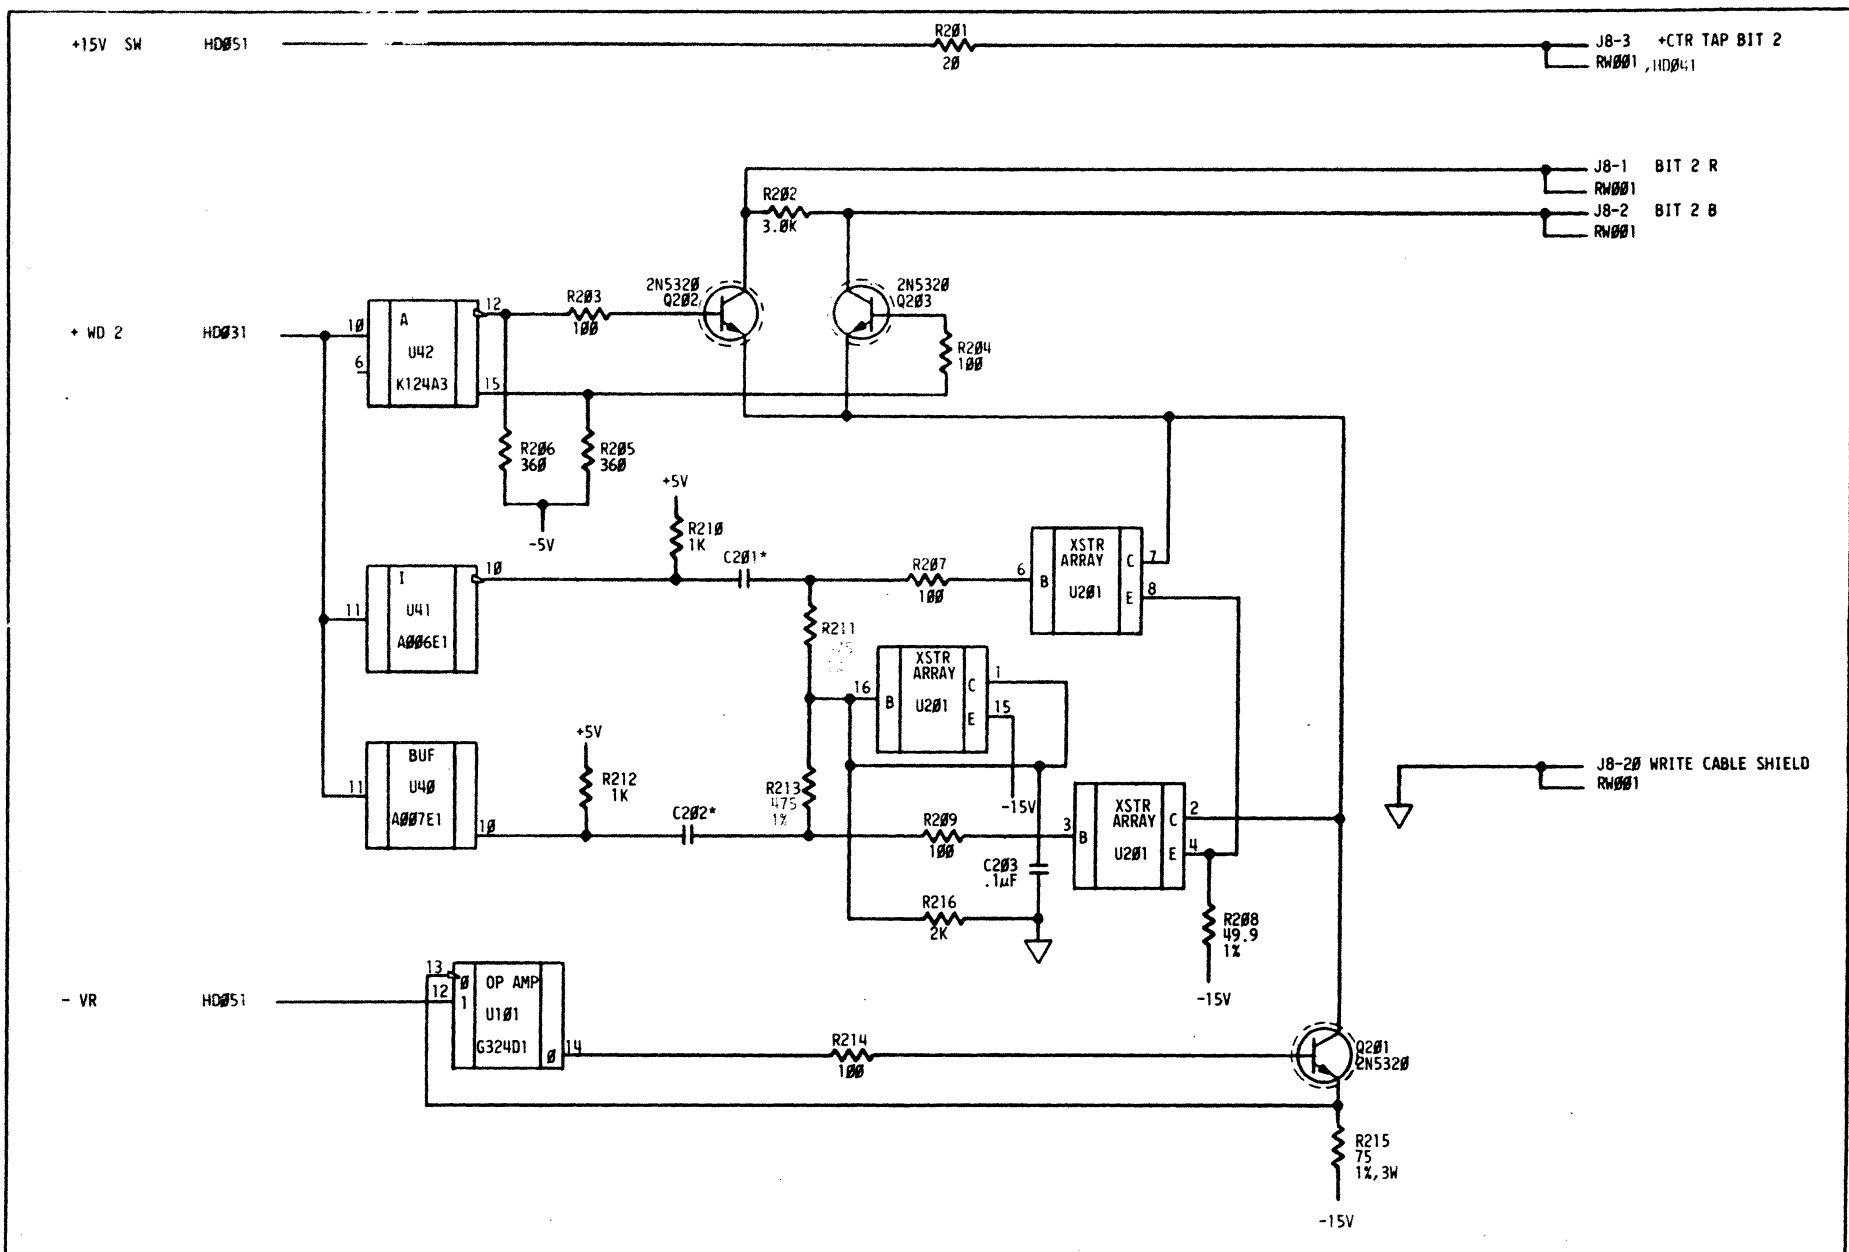 +15V SW HDØ51
R2Ø1
2Ø
J8-3 +CTR TAP BIT 2
RWØØ1 ,HDØ41
J8-1 BIT 2 R
RWØØ1
J8-2 BIT 2 B
RWØØ1
R2Ø2
3.ØK
2N532Ø
Q2Ø2
2N532Ø
Q2Ø3
R2Ø3
1ØØ
R2Ø4
1ØØ
+ WD 2 HDØ31
1Ø
6
A
U42
K124A3
12
15
R2Ø6
36Ø
R2Ø5
36Ø
-5V
+5V
R21Ø
1K
C2Ø1*
R2Ø7
1ØØ
11
I
U41
AØØ6E1
1Ø
6
B
XSTR
ARRAY
U2Ø1
C
E
7
8
R211
16
B
XSTR
ARRAY
U2Ø1
C
E
1
15
-15V
11
BUF
U4Ø
AØØ7E1
1Ø
+5V
R212
1K
C2Ø2*
R213
475
1%
R2Ø9
1ØØ
3
B
XSTR
ARRAY
U2Ø1
C
E
2
4
C2Ø3
.1µF
R216
2K
R2Ø8
49.9
1%
-15V
J8-2Ø WRITE CABLE SHIELD
RWØØ1
- VR HDØ51
13
12
Ø
1
OP AMP
U1Ø1
G324D1
Ø
14
R214
1ØØ
Q2Ø1
2N532Ø
R215
75
1%,3W
-15V